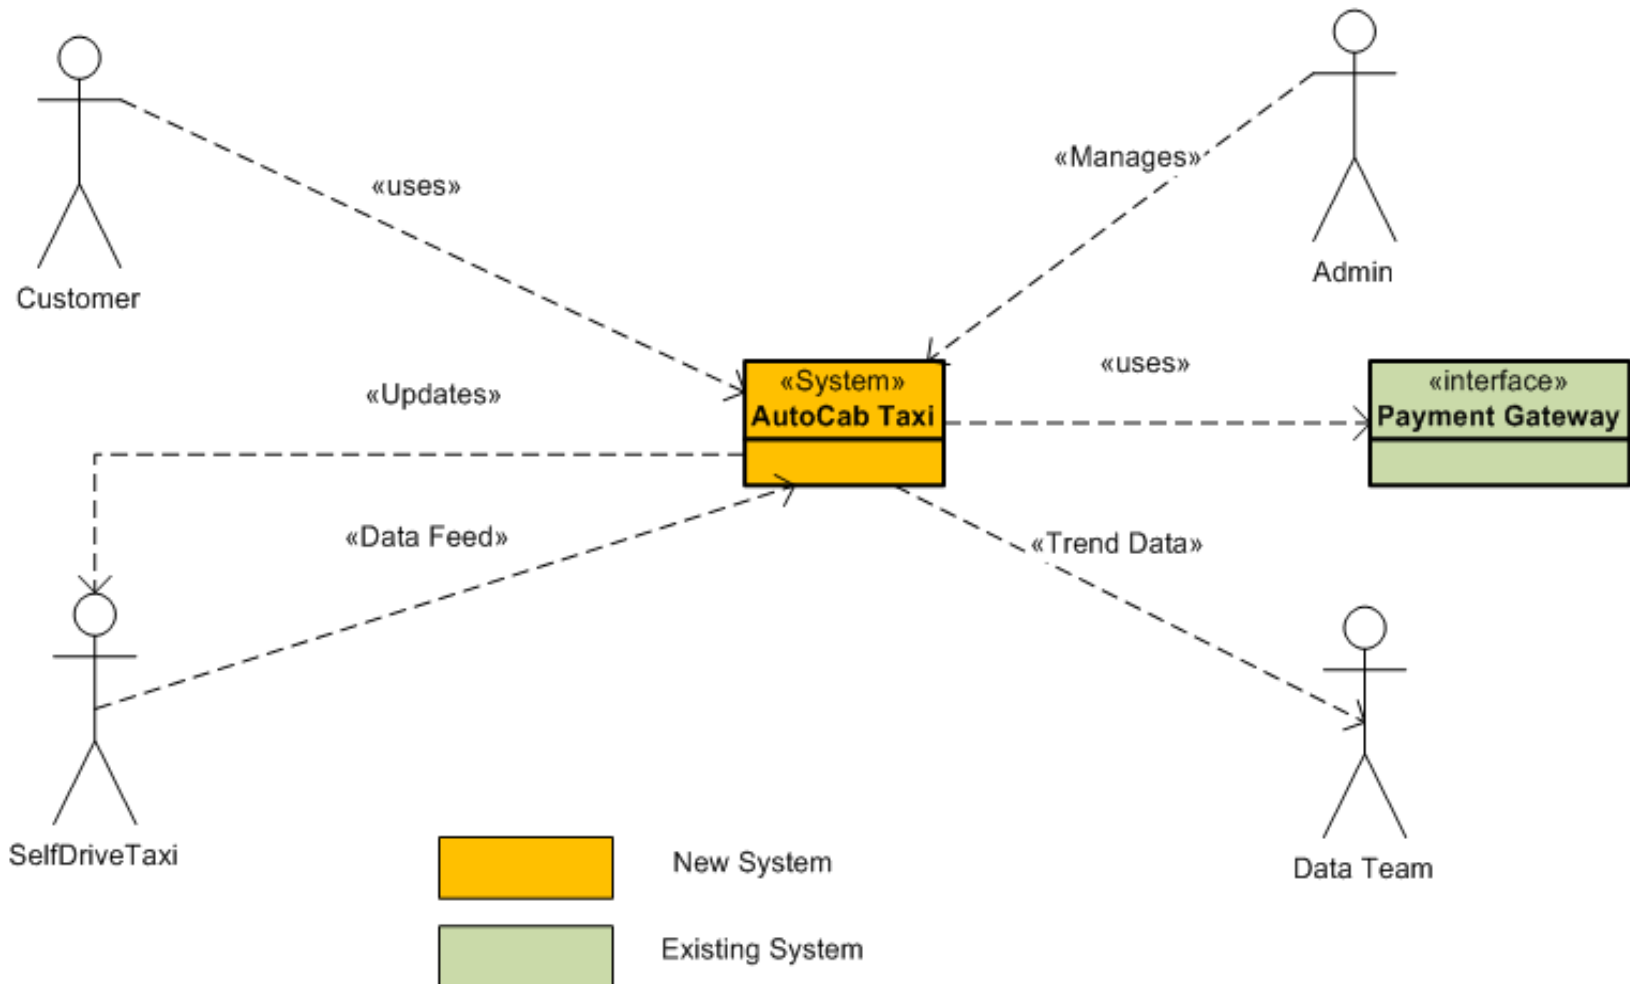 «uses»
«Manages»
Customer
Admin
«Updates»
«System»
AutoCab Taxi
«uses»
«interface»
Payment Gateway
«Data Feed»
«Trend Data»
SelfDriveTaxi
Data Team
New System
Existing System